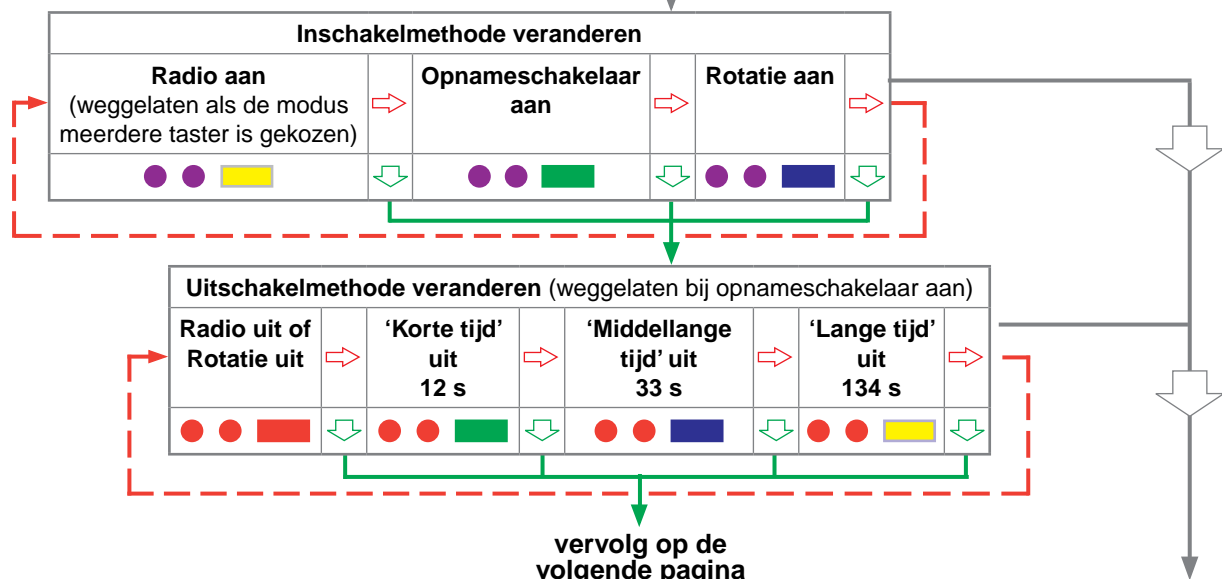 Inschakelmethode veranderen
Radio aan
(weggelaten als de modus
meerdere taster is gekozen)
Opnameschakelaar
aan
Rotatie aan
Uitschakelmethode veranderen (weggelaten bij opnameschakelaar aan)
Radio uit of
Rotatie uit
‘Korte tijd’
uit
12 s
‘Middellange
tijd’ uit
33 s
‘Lange tijd’
uit
134 s
vervolg op de
volgende pagina